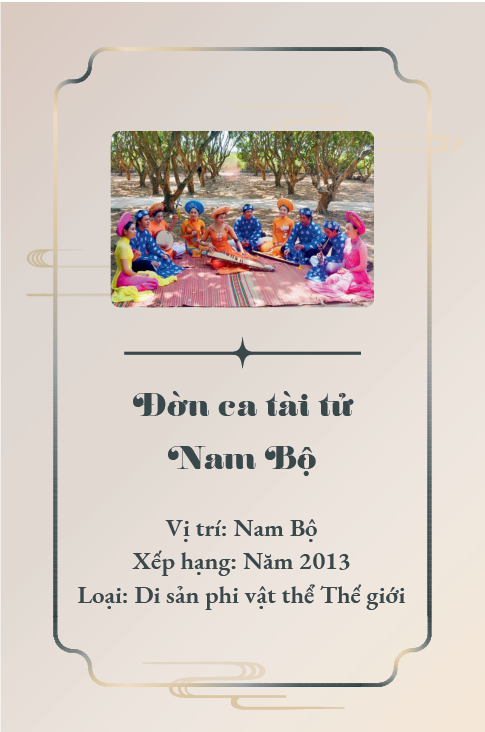 Đờn ca tài tử
Nam Bộ
Vị trí: Nam Bộ
Xếp hạng: Năm 2013
Loại: Di sản phi vật thể Thế giới